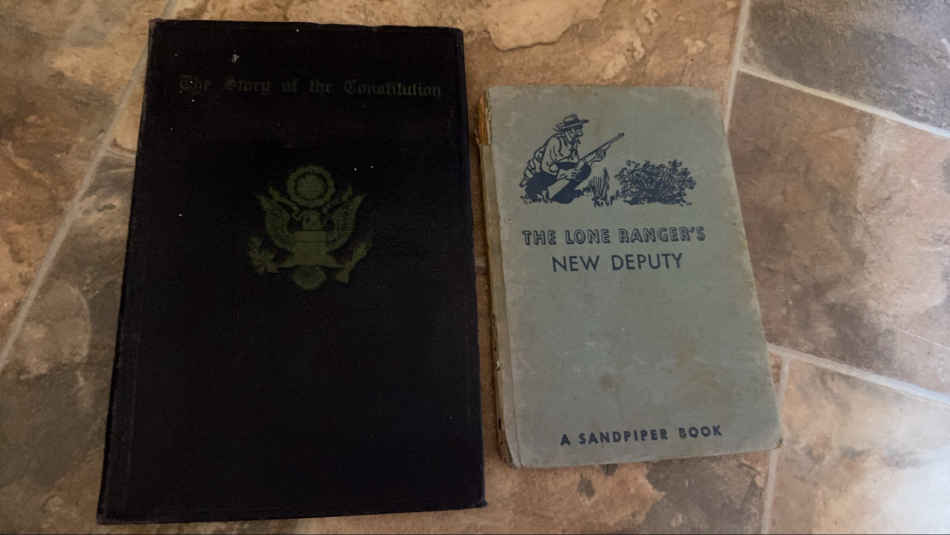 The Story of the Constitution
THE LONE RANGER'S
NEW DEPUTY
A SANDPIPER BOOK